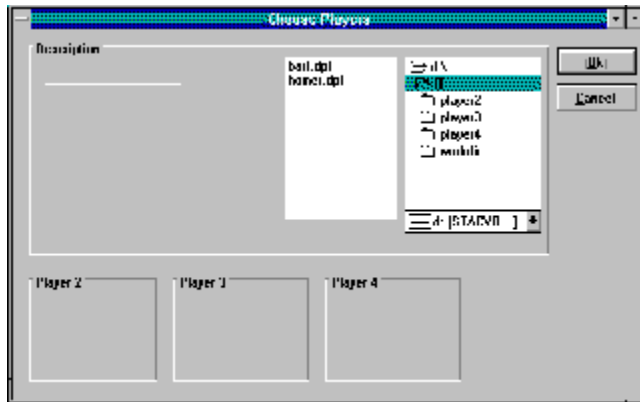 Choose Players
Description
bart.dpl
homer.dpl
d:\
player2
player3
player4
Ok
Cancel
d:
Player 2
Player 3
Player 4